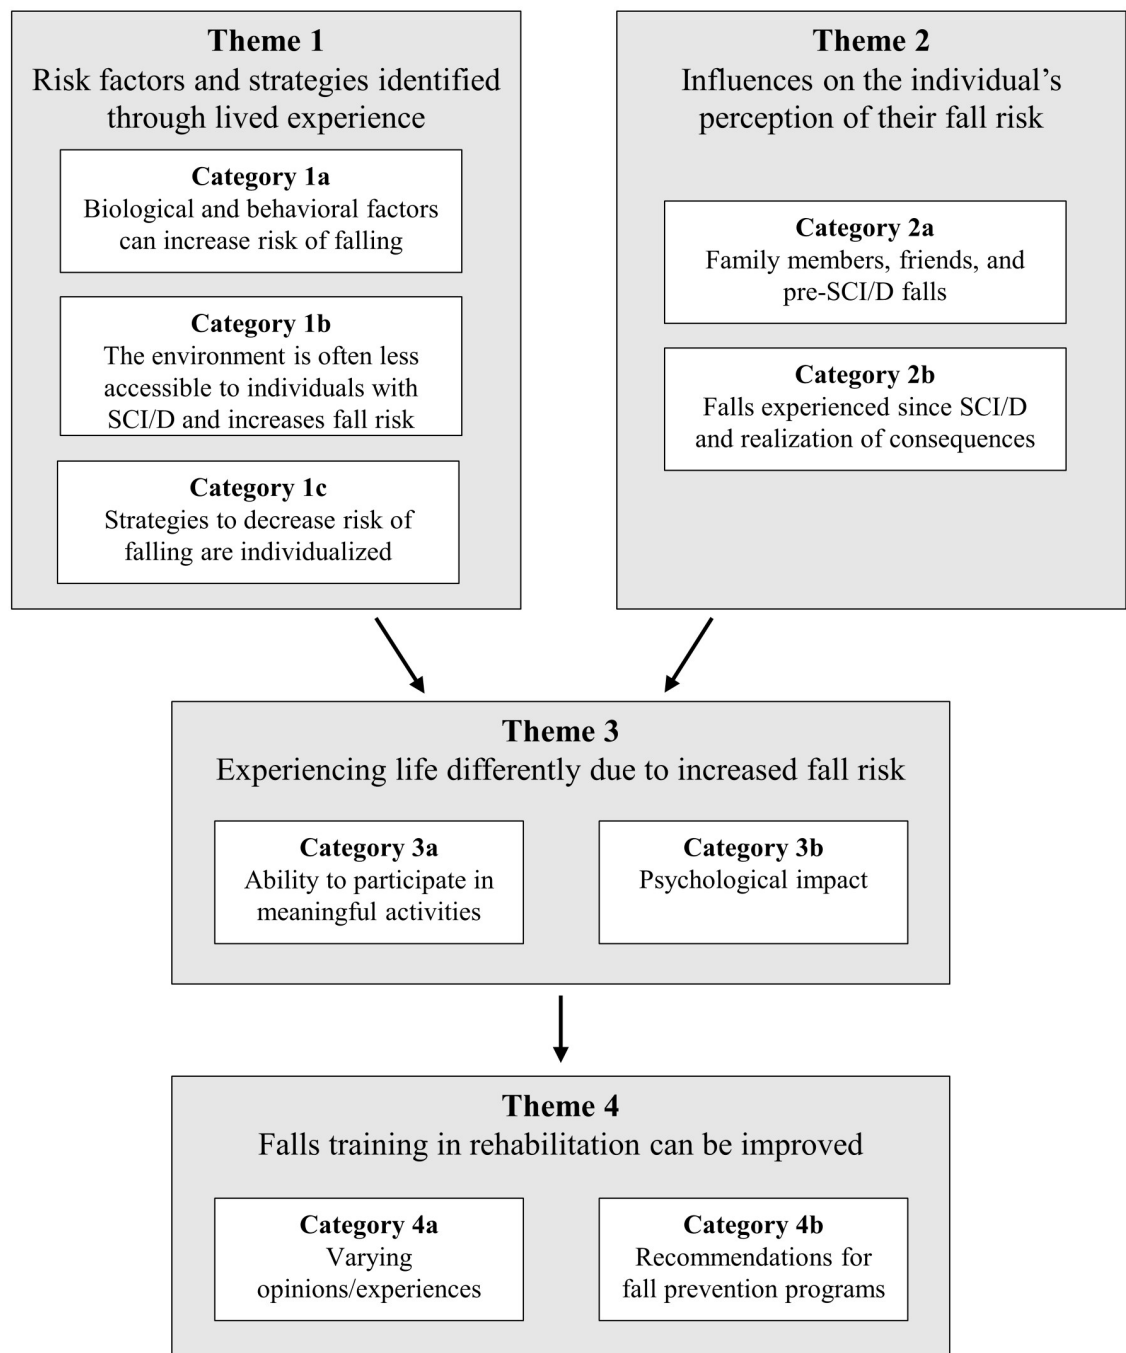 Theme 1
Risk factors and strategies identified
through lived experience
Category 1a
Biological and behavioral factors
can increase risk of falling
Category 1b
The environment is often less
accessible to individuals with
SCI/D and increases fall risk
Category 1c
Strategies to decrease risk of
falling are individualized
Theme 2
Influences on the individual’s
perception of their fall risk
Category 2a
Family members, friends, and
pre-SCI/D falls
Category 2b
Falls experienced since SCI/D
and realization of consequences
Theme 3
Experiencing life differently due to increased fall risk
Category 3a
Ability to participate in
meaningful activities
Category 3b
Psychological impact
Theme 4
Falls training in rehabilitation can be improved
Category 4a
Varying
opinions/experiences
Category 4b
Recommendations for
fall prevention programs